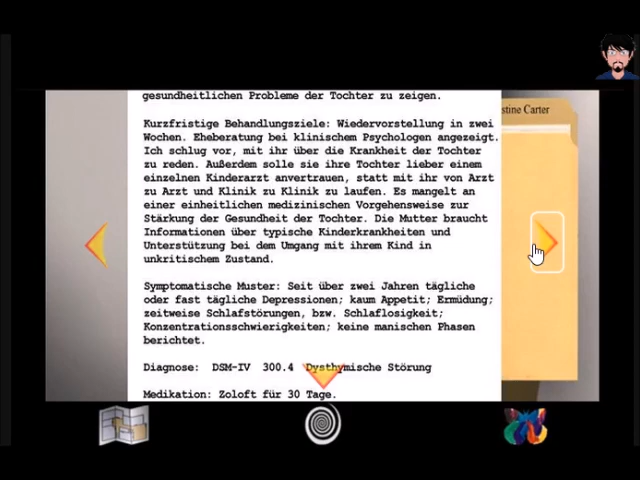 gesundheitlichen Probleme der Tochter zu zeigen.
stine Carter
Kurzfristige Behandlungsziele: Wiedervorstellung in zwei
Wochen. Eheberatung bei klinischem Psychologen angezeigt.
Ich schlug vor, mit ihr über die Krankheit der Tochter
zu reden. Außerdem solle sie ihre Tochter lieber einem
einzelnen Kinderarzt anvertrauen, statt mit ihr von Arzt
zu Arzt und Klinik zu Klinik zu laufen. Es mangelt an
einer einheitlichen medizinischen Vorgehensweise zur
Stärkung der Gesundheit der Tochter. Die Mutter braucht
Informationen über typische Kinderkrankheiten und
Unterstützung bei dem Umgang mit ihrem Kind in
unkritischem Zustand.
Symptomatische Muster: Seit über zwei Jahren tägliche
oder fast tägliche Depressionen; kaum Appetit; Ermüdung;
zeitweise Schlafstörungen, bzw. Schlaflosigkeit;
Konzentrationsschwierigkeiten; keine manischen Phasen
berichtet.
Diagnose: DSM-IV 300.4 Dysthymische Störung
Medikation: Zoloft für 30 Tage.